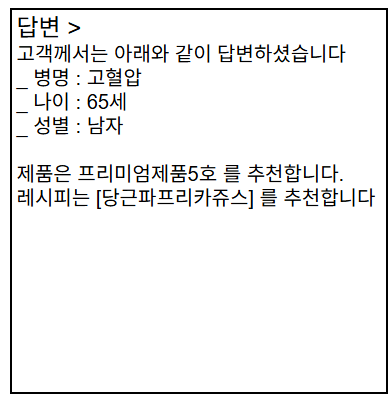 답변 >
고객께서는 아래와 같이 답변하셨습니다
_ 병명 : 고혈압
_ 나이 : 65세
_ 성별 : 남자
제품은 프리미엄제품5호 를 추천합니다.
레시피는 [당근파프리카쥬스] 를 추천합니다